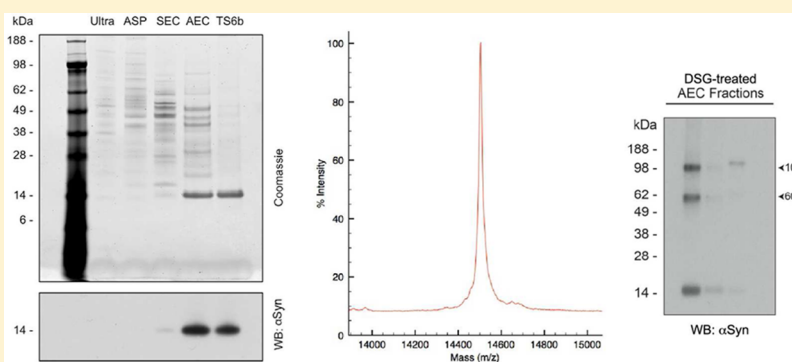 kDa
Ultra ASP SEC AEC TS6b
188 -
98 -
62 -
49 -
38 -
28 -
14 -
6 -
Coomassie
14 -
WB: αSyn
% Intensity
100
80
60
40
20
0
14000 14200 14400 14600 14800 15000
Mass (m/z)
DSG-treated
AEC Fractions
kDa
188 -
98 -
62 -
49 -
38 -
28 -
14 -
WB: αSyn